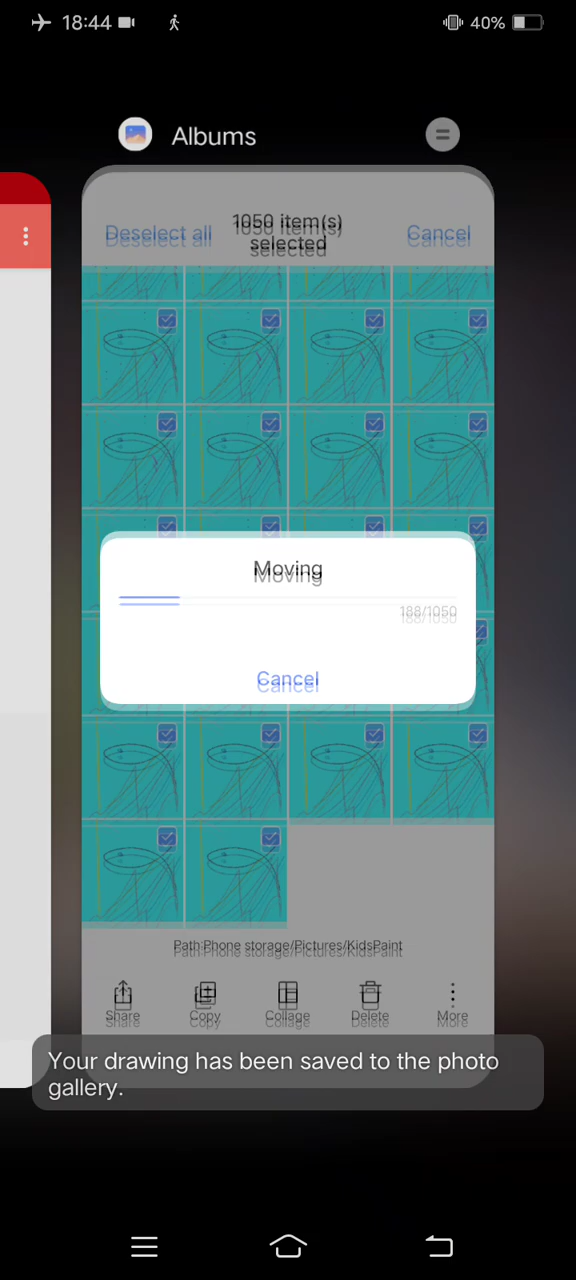 18:44
40%
Albums
Deselect all
1050 item(s)
selected
Cancel
Moving
188/1050
Cancel
Path:Phone storage/Pictures/KidsPaint
Share
Copy
Collage
Delete
More
Your drawing has been saved to the photo
gallery.